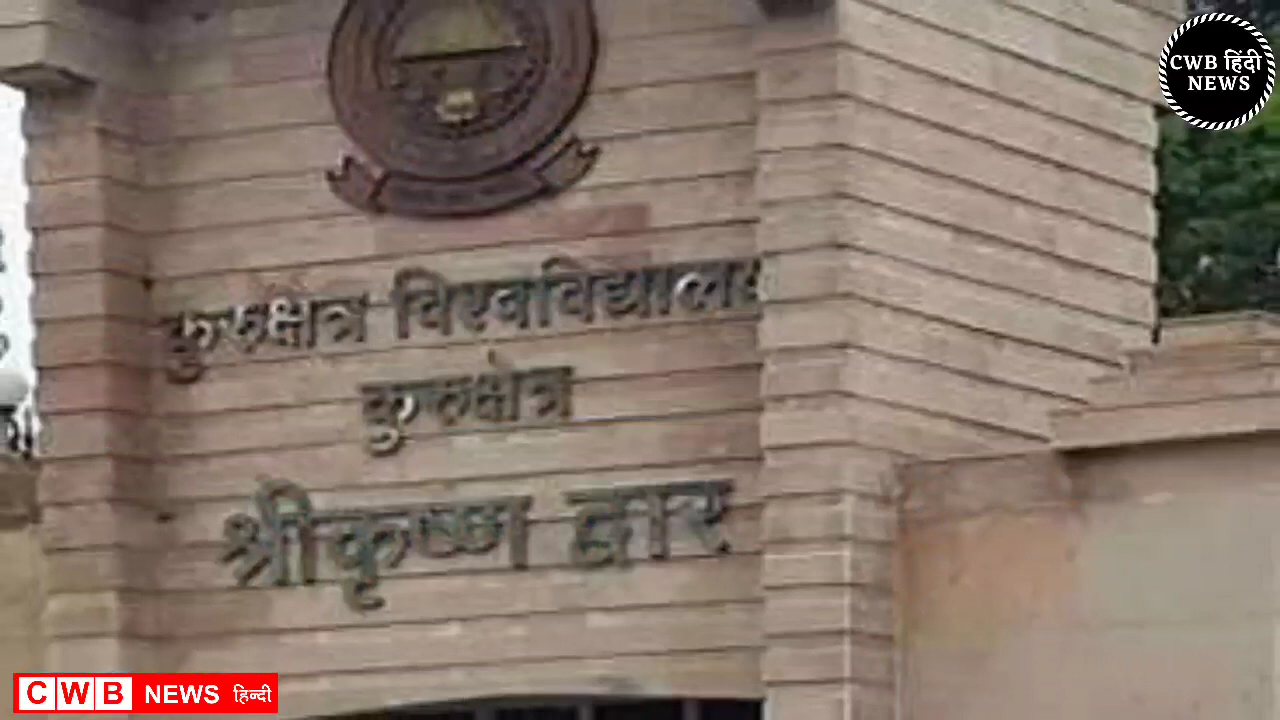 CWB हिंदी
NEWS
कुरुक्षेत्र विश्वविद्यालय
कुरुक्षेत्र
श्रीकृष्ण द्वार
CWB NEWS हिन्दी